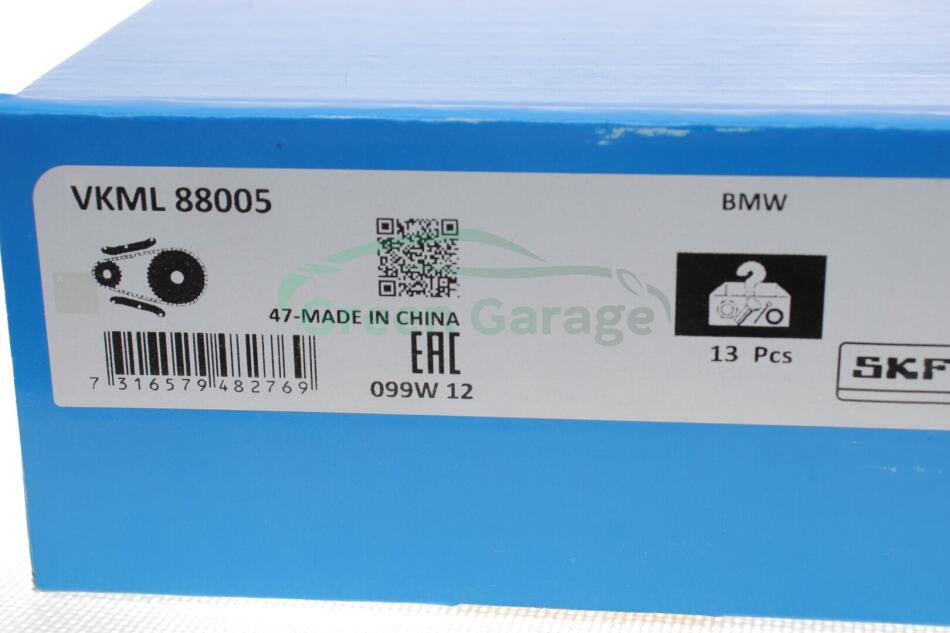 VKML 88005
BMW
47-MADE IN CHINA
Green Garage
EAC
13 Pcs
SKF
7 316579 482769
099W 12